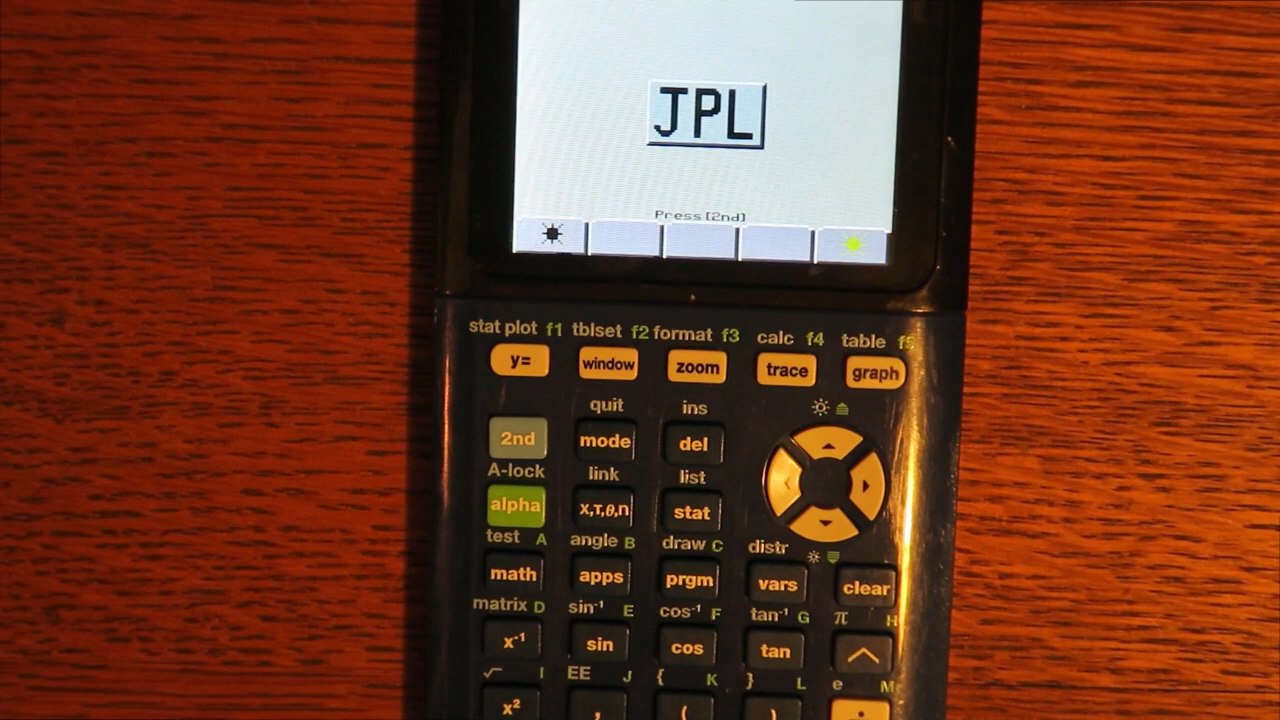 JPL
Press[2nd]
stat plot f1 tblset f2 format f3 calc f4 table f5
y= window zoom trace graph
quit ins
2nd mode del
A-lock link list
alpha x,T,θ,n stat
test A angle B draw C distr
math apps prgm vars clear
matrix D sin⁻¹ E cos⁻¹ F tan⁻¹ G π H
x⁻¹ sin cos tan ^
√ I EE J { K } L e M
x² , ( ) ÷